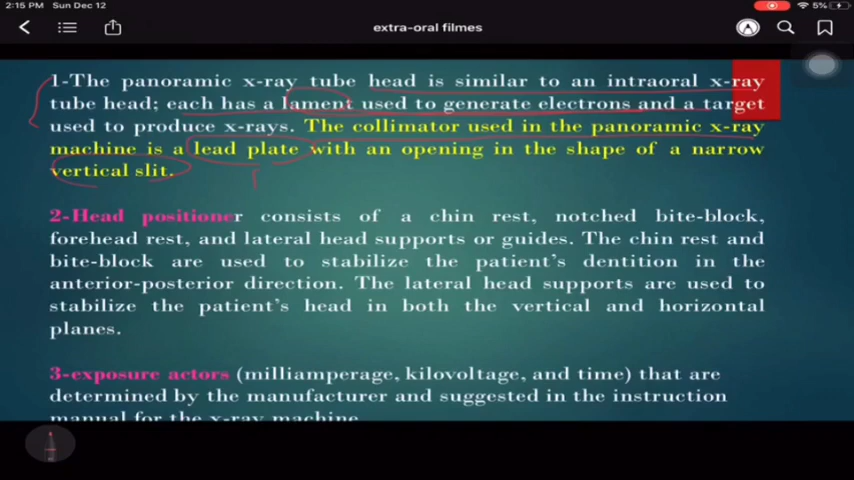 2:15 PM Sun Dec 12
5%
extra-oral filmes
1-The panoramic x-ray tube head is similar to an intraoral x-ray
tube head; each has a lament used to generate electrons and a target
used to produce x-rays. The collimator used in the panoramic x-ray
machine is a lead plate with an opening in the shape of a narrow
vertical slit.
2-Head positioner consists of a chin rest, notched bite-block,
forehead rest, and lateral head supports or guides. The chin rest and
bite-block are used to stabilize the patient's dentition in the
anterior-posterior direction. The lateral head supports are used to
stabilize the patient's head in both the vertical and horizontal
planes.
3-exposure actors (milliamperage, kilovoltage, and time) that are
determined by the manufacturer and suggested in the instruction
manual for the x-ray machine.